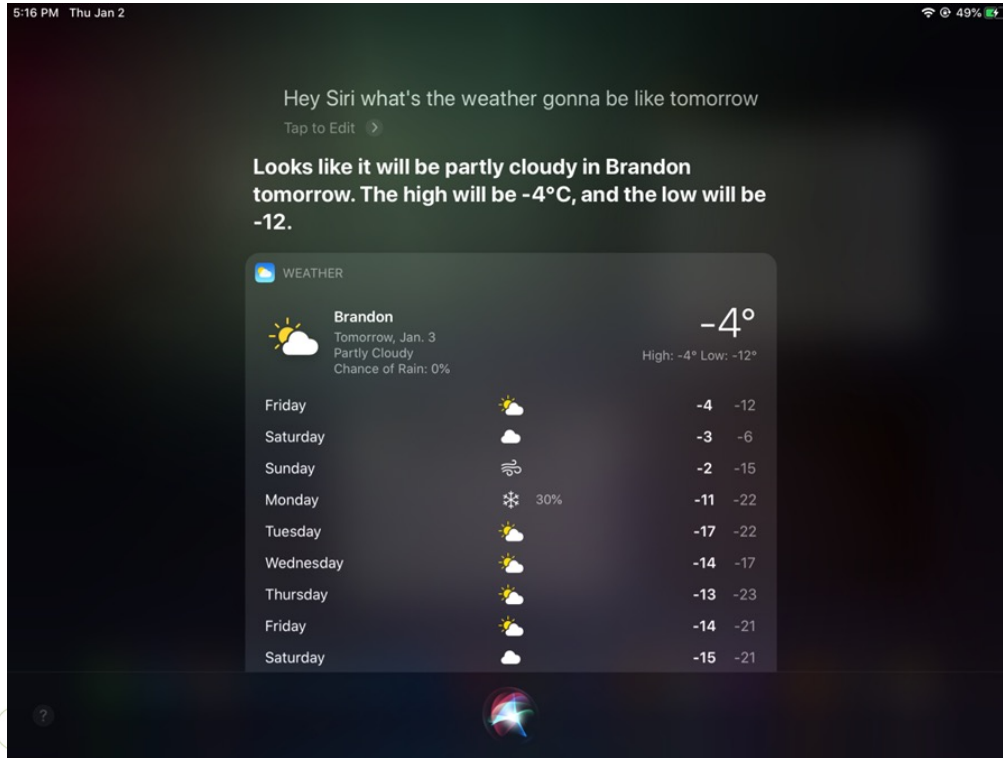 5:16 PM Thu Jan 2
49%
Hey Siri what's the weather gonna be like tomorrow
Tap to Edit
Looks like it will be partly cloudy in Brandon
tomorrow. The high will be -4°C, and the low will be
-12.
WEATHER
Brandon
Tomorrow, Jan. 3
Partly Cloudy
Chance of Rain: 0%
-4°
High: -4° Low: -12°
Friday -4 -12
Saturday -3 -6
Sunday -2 -15
Monday 30% -11 -22
Tuesday -17 -22
Wednesday -14 -17
Thursday -13 -23
Friday -14 -21
Saturday -15 -21
?